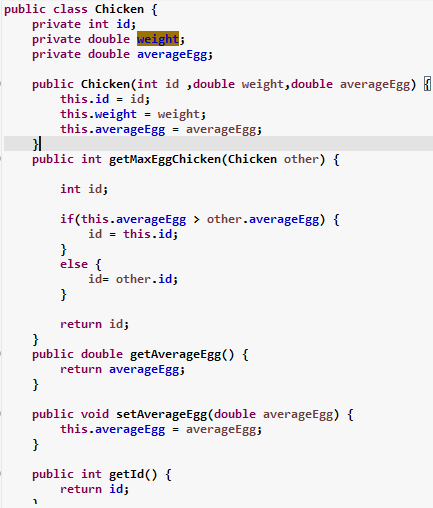 public class Chicken {
private int id;
private double weight;
private double averageEgg;
public Chicken(int id ,double weight,double averageEgg) {
this.id = id;
this.weight = weight;
this.averageEgg = averageEgg;
}
public int getMaxEggChicken(Chicken other) {
int id;
if(this.averageEgg > other.averageEgg) {
id = this.id;
}
else {
id= other.id;
}
return id;
}
public double getAverageEgg() {
return averageEgg;
}
public void setAverageEgg(double averageEgg) {
this.averageEgg = averageEgg;
}
public int getId() {
return id;
}